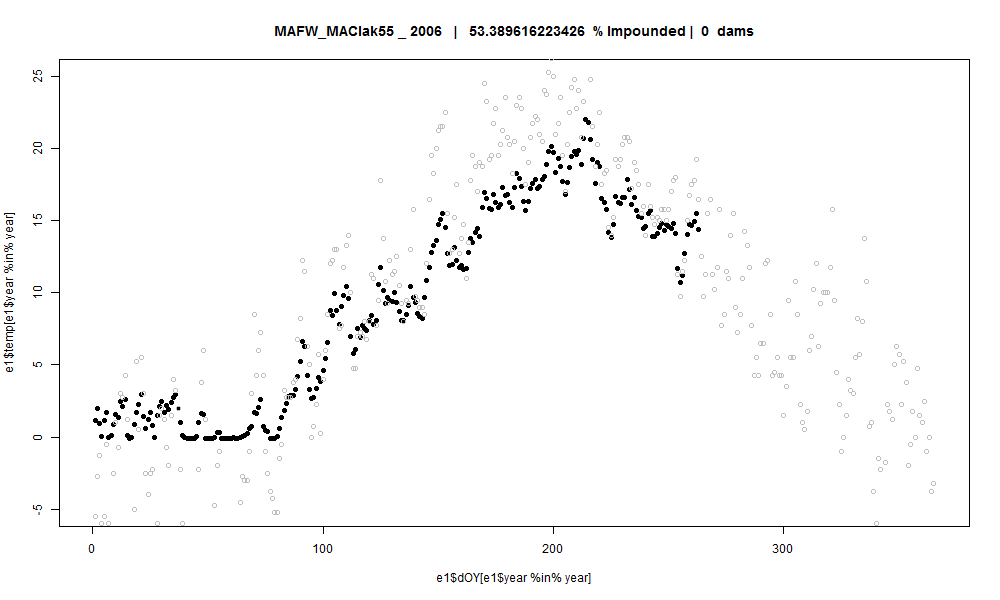 MAFW_MAClak55 _ 2006 | 53.389616223426 % Impounded | 0 dams
25
20
15
10
5
0
-5
e1$temp[e1$year %in% year]
0 100 200 300
e1$dOY[e1$year %in% year]